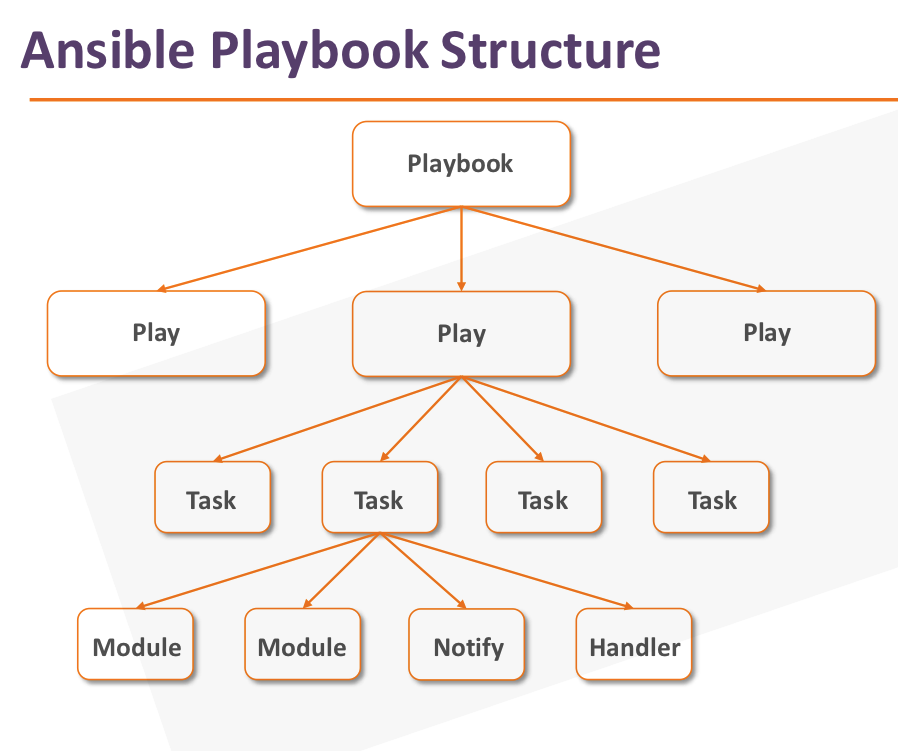 Ansible Playbook Structure
Playbook
Play
Play
Play
Task
Task
Task
Task
Module
Module
Notify
Handler